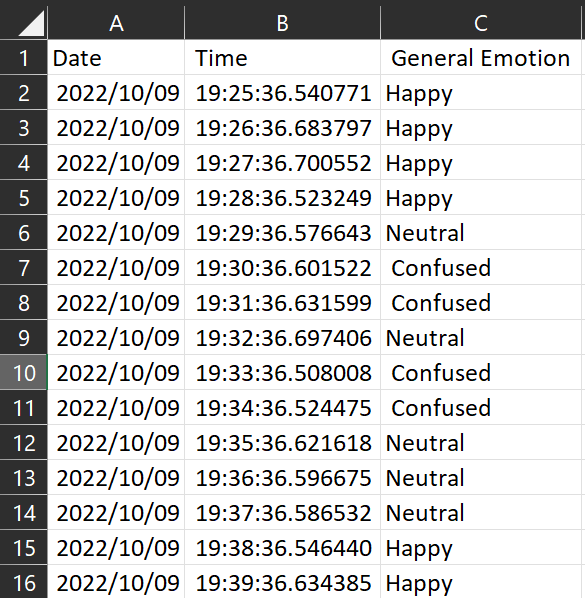 A B C
1 Date Time General Emotion
2 2022/10/09 19:25:36.540771 Happy
3 2022/10/09 19:26:36.683797 Happy
4 2022/10/09 19:27:36.700552 Happy
5 2022/10/09 19:28:36.523249 Happy
6 2022/10/09 19:29:36.576643 Neutral
7 2022/10/09 19:30:36.601522 Confused
8 2022/10/09 19:31:36.631599 Confused
9 2022/10/09 19:32:36.697406 Neutral
10 2022/10/09 19:33:36.508008 Confused
11 2022/10/09 19:34:36.524475 Confused
12 2022/10/09 19:35:36.621618 Neutral
13 2022/10/09 19:36:36.596675 Neutral
14 2022/10/09 19:37:36.586532 Neutral
15 2022/10/09 19:38:36.546440 Happy
16 2022/10/09 19:39:36.634385 Happy